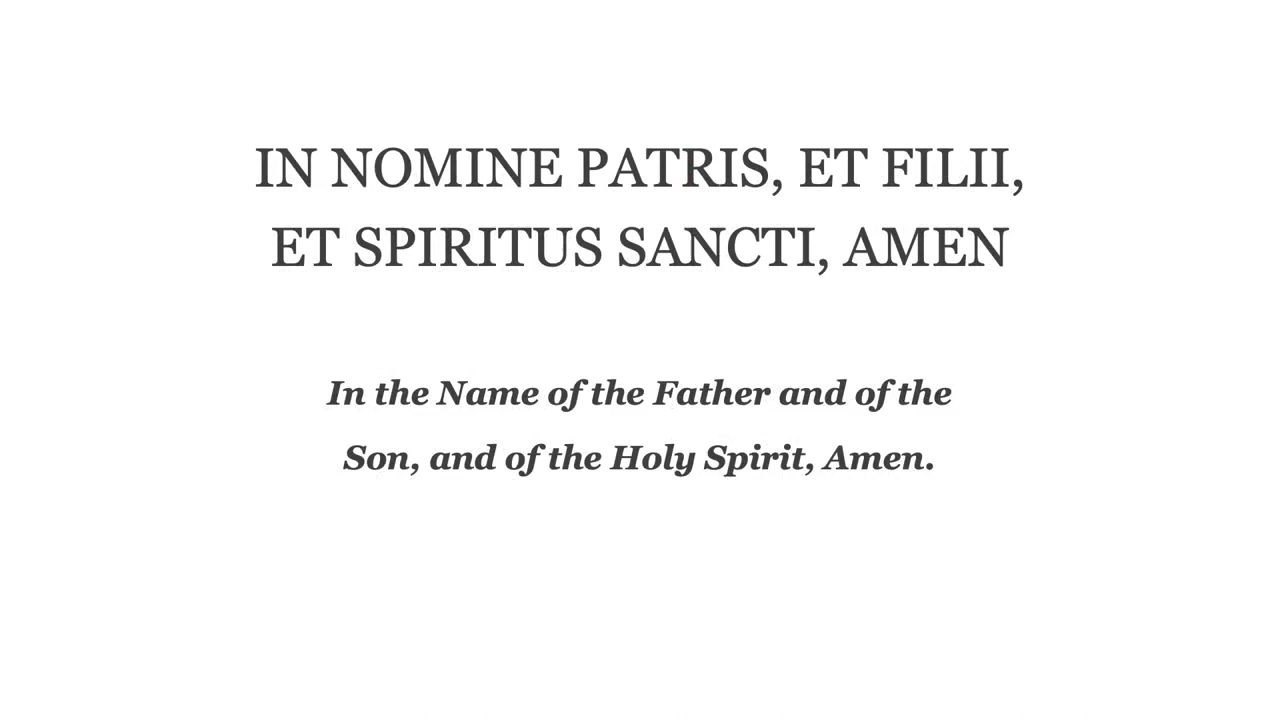 IN NOMINE PATRIS, ET FILII,
ET SPIRITUS SANCTI, AMEN
In the Name of the Father and of the
Son, and of the Holy Spirit, Amen.